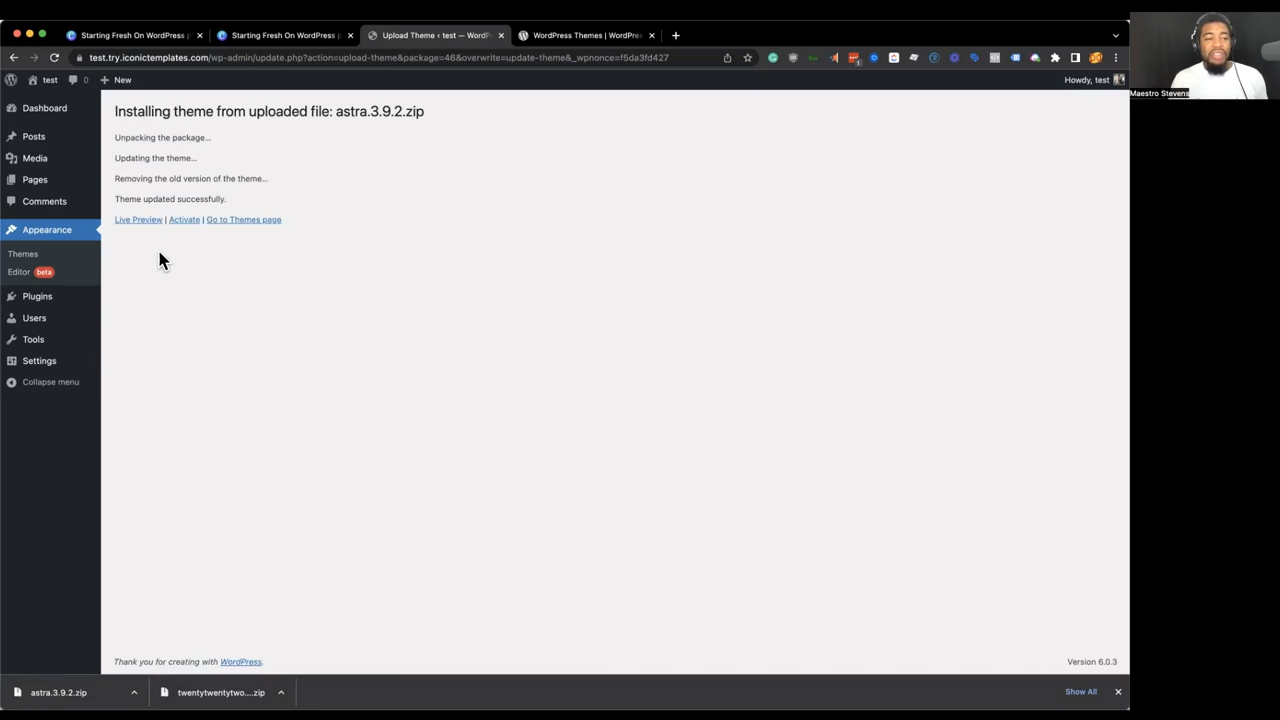 Starting Fresh On WordPress p
Starting Fresh On WordPress p
Upload Theme ‹ test — WordP
WordPress Themes | WordPre
test.try.iconictemplates.com/wp-admin/update.php?action=upload-theme&package=46&overwrite=update-theme&_wpnonce=f5da3fd427
test
0
New
Howdy, test
Maestro Stevens
Dashboard
Posts
Media
Pages
Comments
Appearance
Themes
Editor beta
Plugins
Users
Tools
Settings
Collapse menu
Installing theme from uploaded file: astra.3.9.2.zip
Unpacking the package…
Updating the theme…
Removing the old version of the theme…
Theme updated successfully.
Live Preview | Activate | Go to Themes page
Thank you for creating with WordPress.
Version 6.0.3
astra.3.9.2.zip
twentytwentytwo....zip
Show All